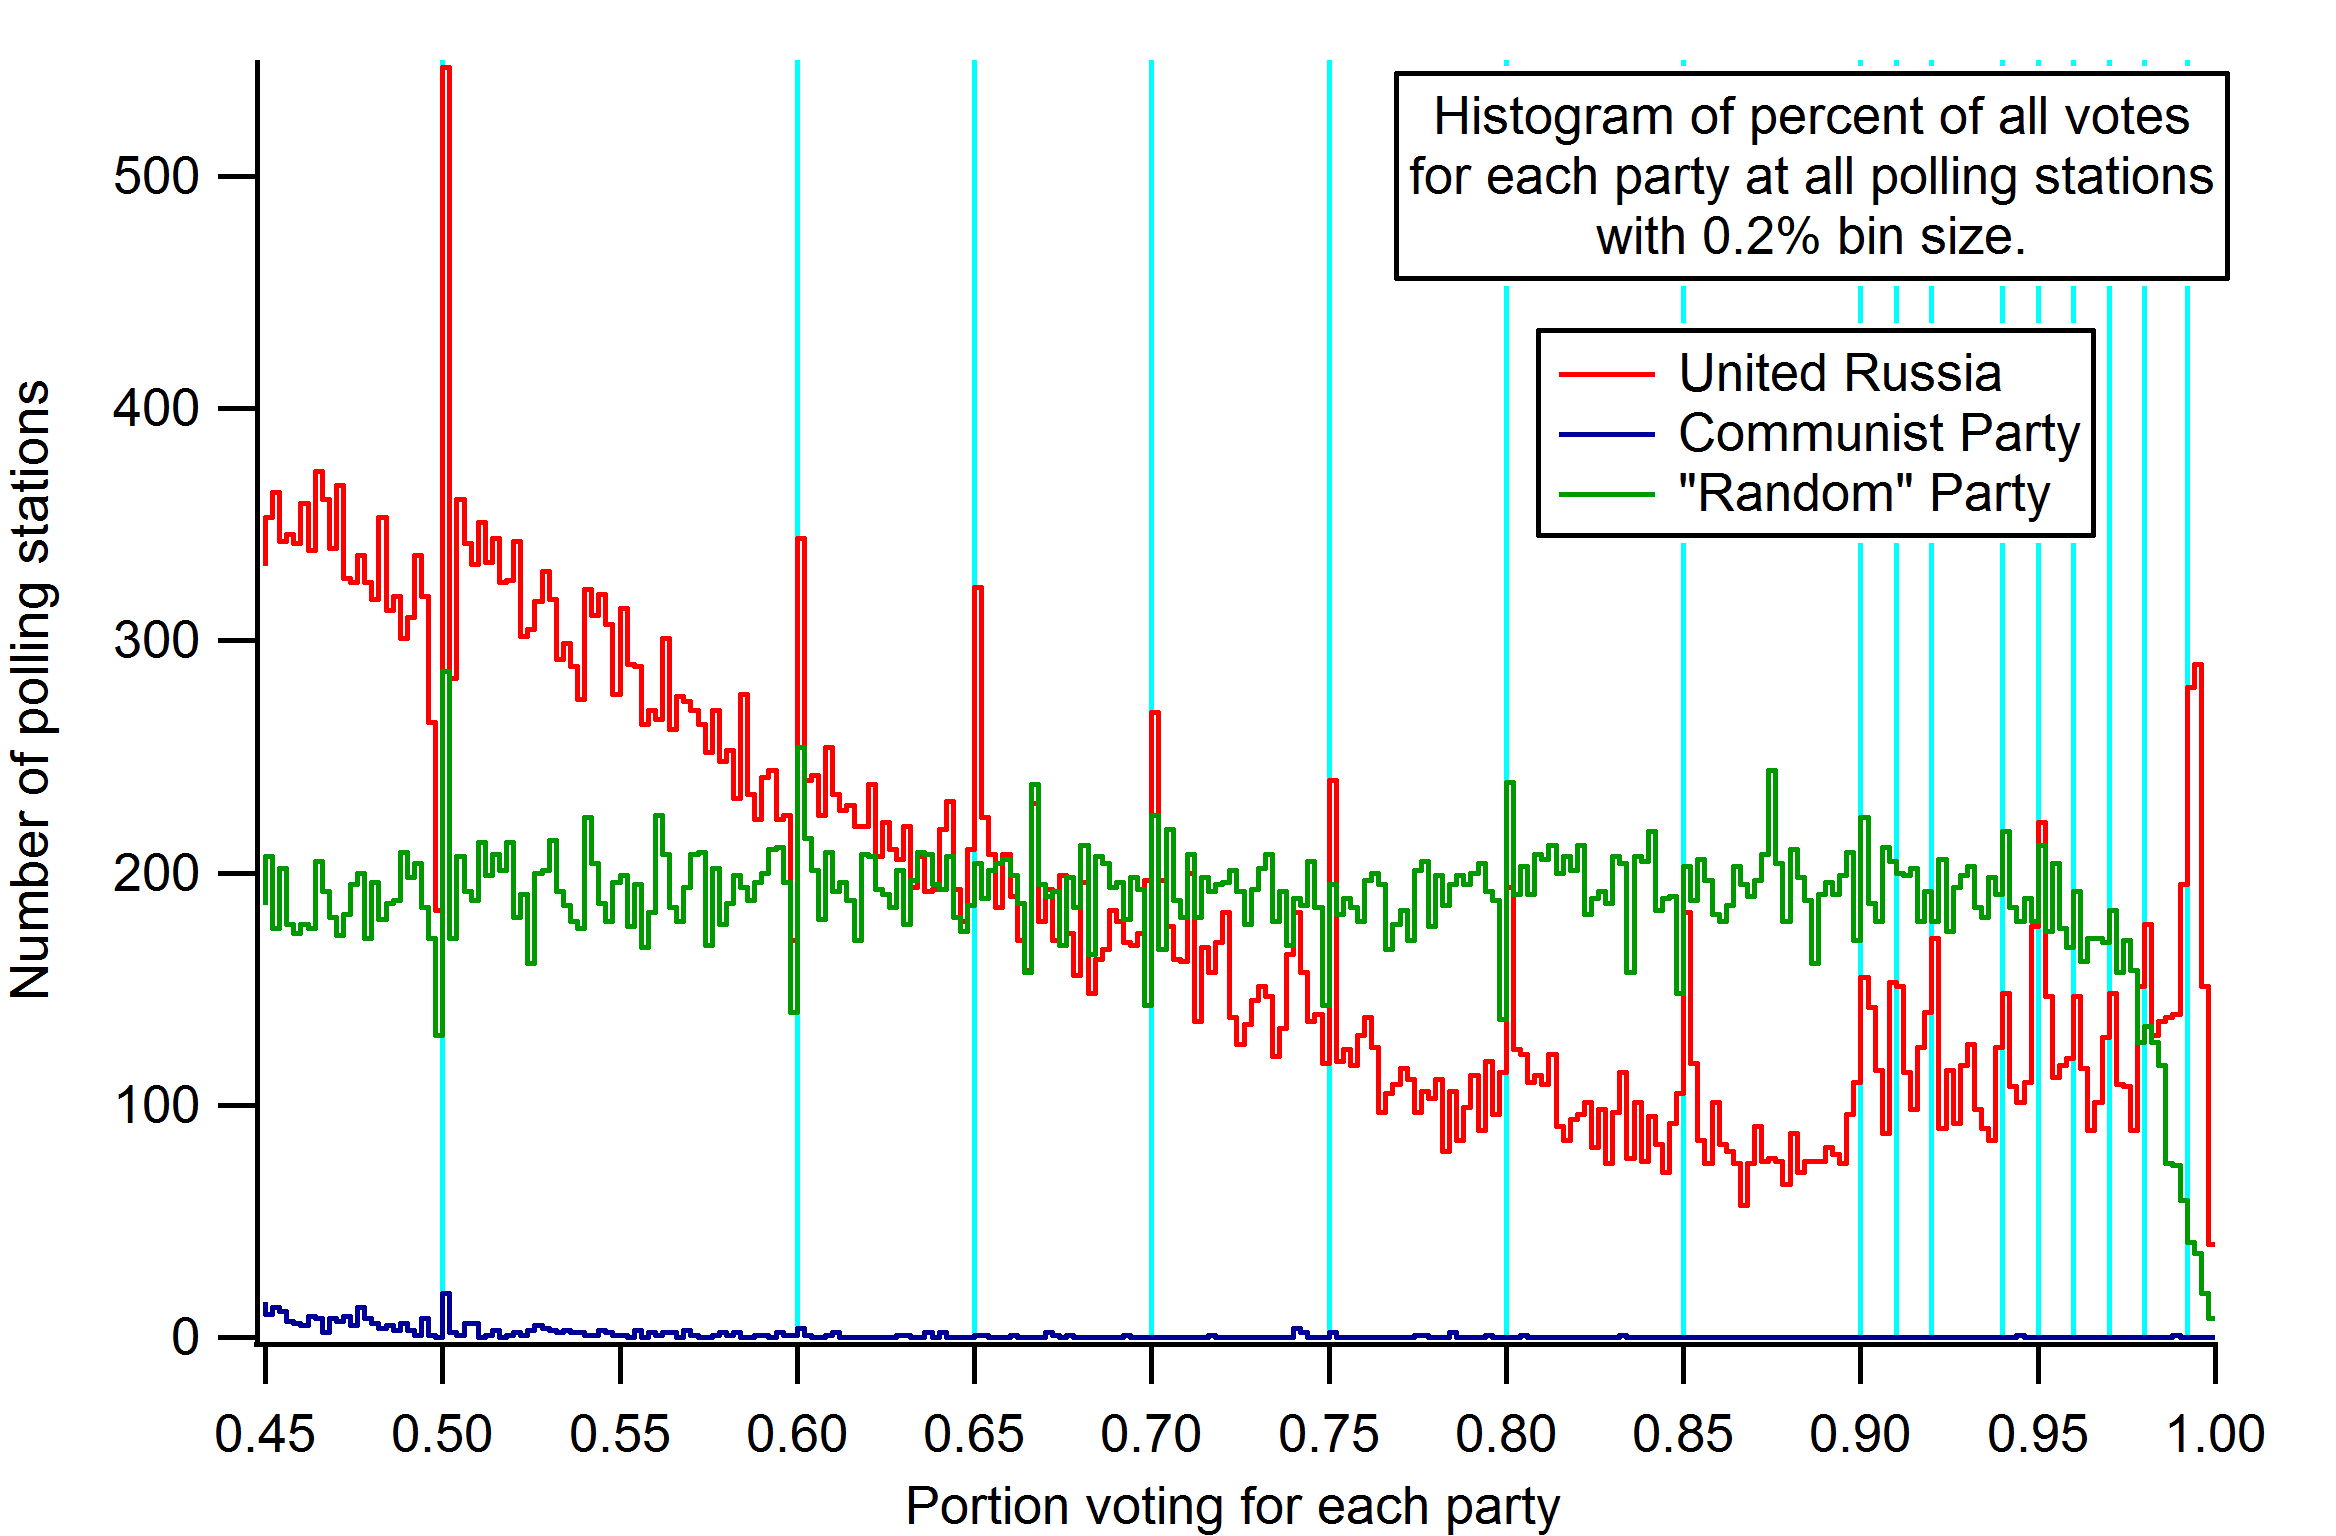 Histogram of percent of all votes
for each party at all polling stations
with 0.2% bin size.
United Russia
Communist Party
"Random" Party
Number of polling stations
500
400
300
200
100
0
0.45 0.50 0.55 0.60 0.65 0.70 0.75 0.80 0.85 0.90 0.95 1.00
Portion voting for each party